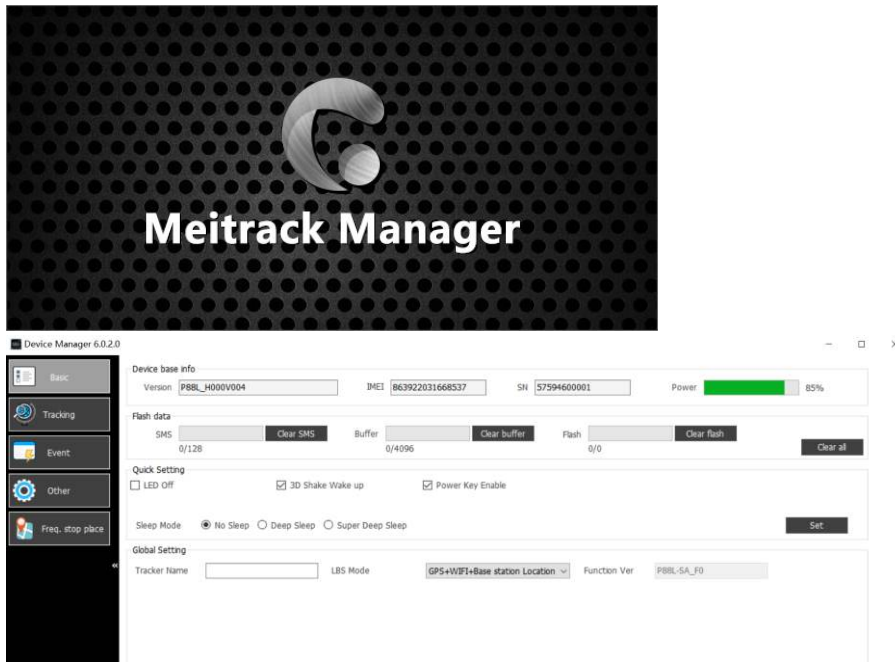 Meitrack Manager
Device Manager 6.0.2.0
Basic
Tracking
Event
Other
Freq. stop place
«
Device base info
Version P88L_H000V004 IMEI 863922031668537 SN 57594600001 Power 85%
Flash data
SMS Clear SMS Buffer Clear buffer Flash Clear flash
0/128 0/4096 0/0 Clear all
Quick Setting
LED Off 3D Shake Wake up Power Key Enable
Sleep Mode No Sleep Deep Sleep Super Deep Sleep Set
Global Setting
Tracker Name LBS Mode GPS+WIFI+Base station Location Function Ver P88L-SA_F0